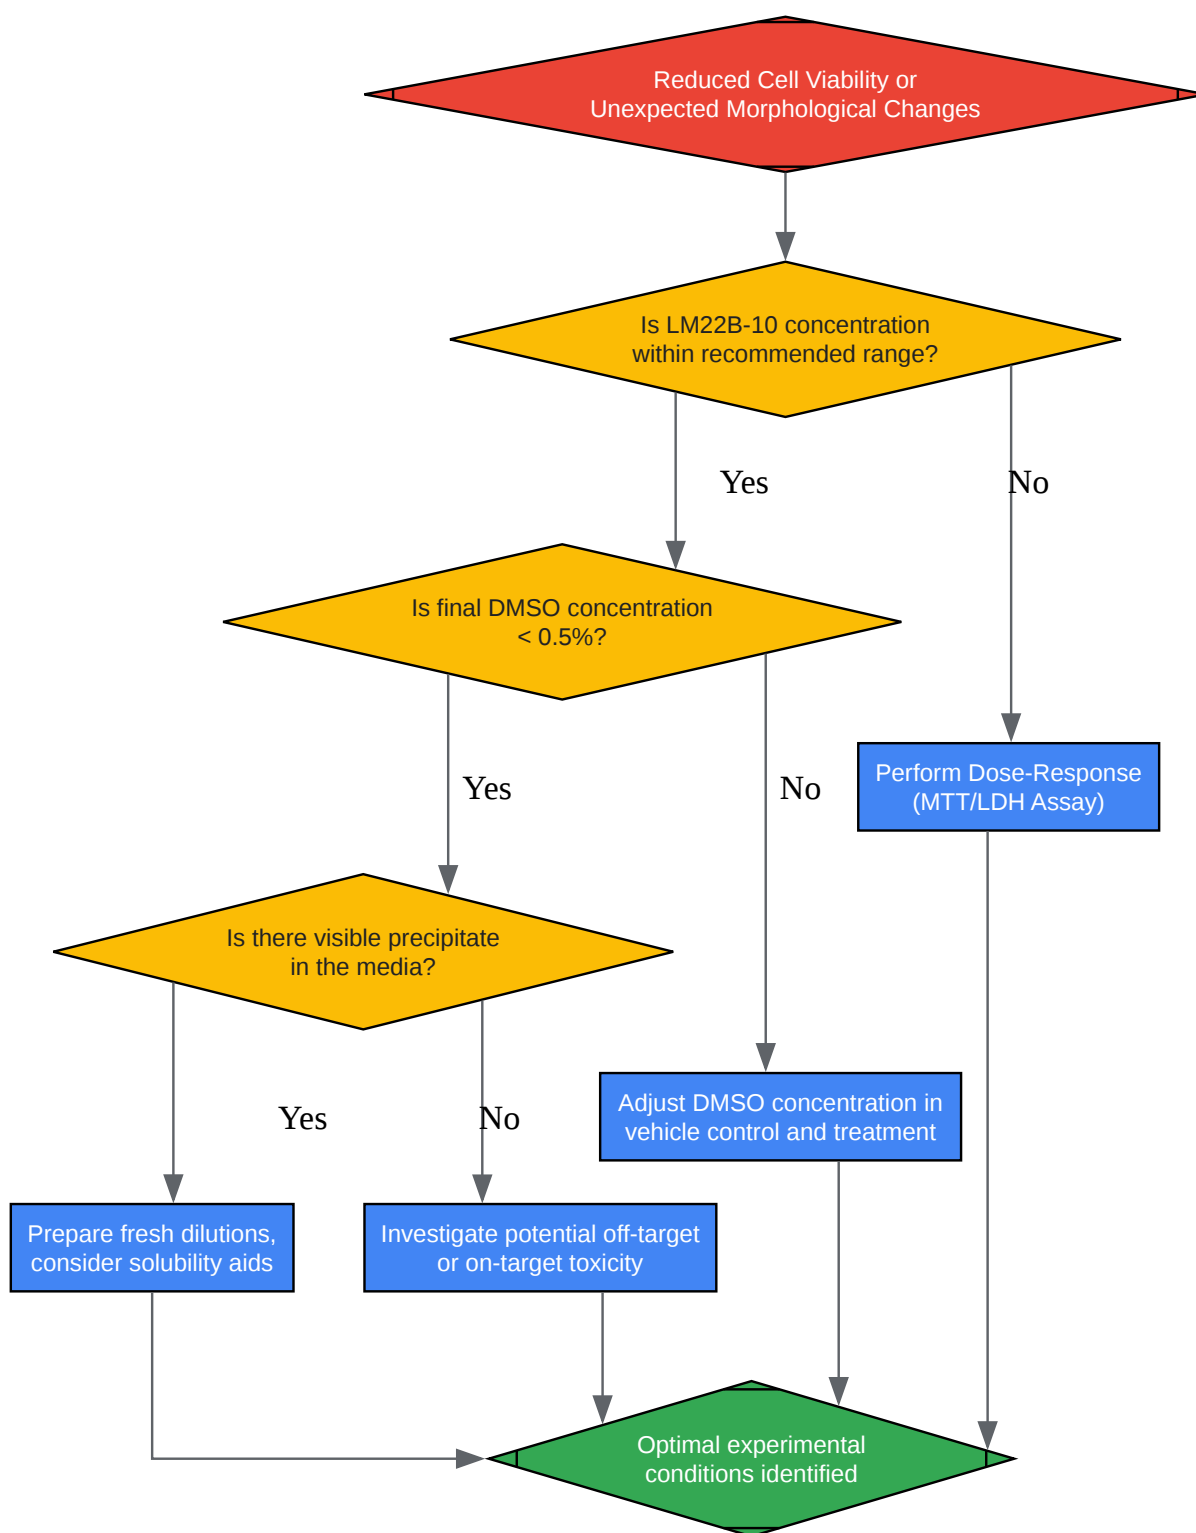 Reduced Cell Viability or
Unexpected Morphological Changes
Is LM22B-10 concentration
within recommended range?
Yes
No
Is final DMSO concentration
< 0.5%?
Yes
No
Perform Dose-Response
(MTT/LDH Assay)
Is there visible precipitate
in the media?
Yes
No
Adjust DMSO concentration in
vehicle control and treatment
Prepare fresh dilutions,
consider solubility aids
Investigate potential off-target
or on-target toxicity
Optimal experimental
conditions identified